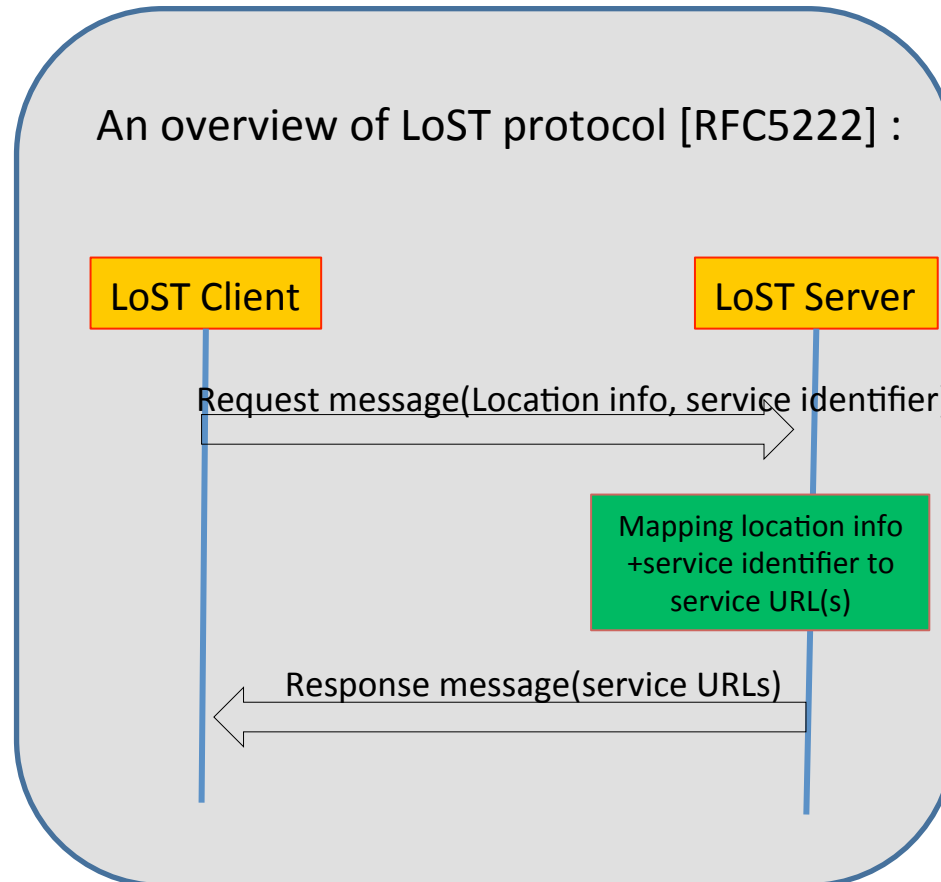 An overview of LoST protocol [RFC5222] :
LoST Client
LoST Server
Request message(Location info, service identifier
Mapping location info
+service identifier to
service URL(s)
Response message(service URLs)